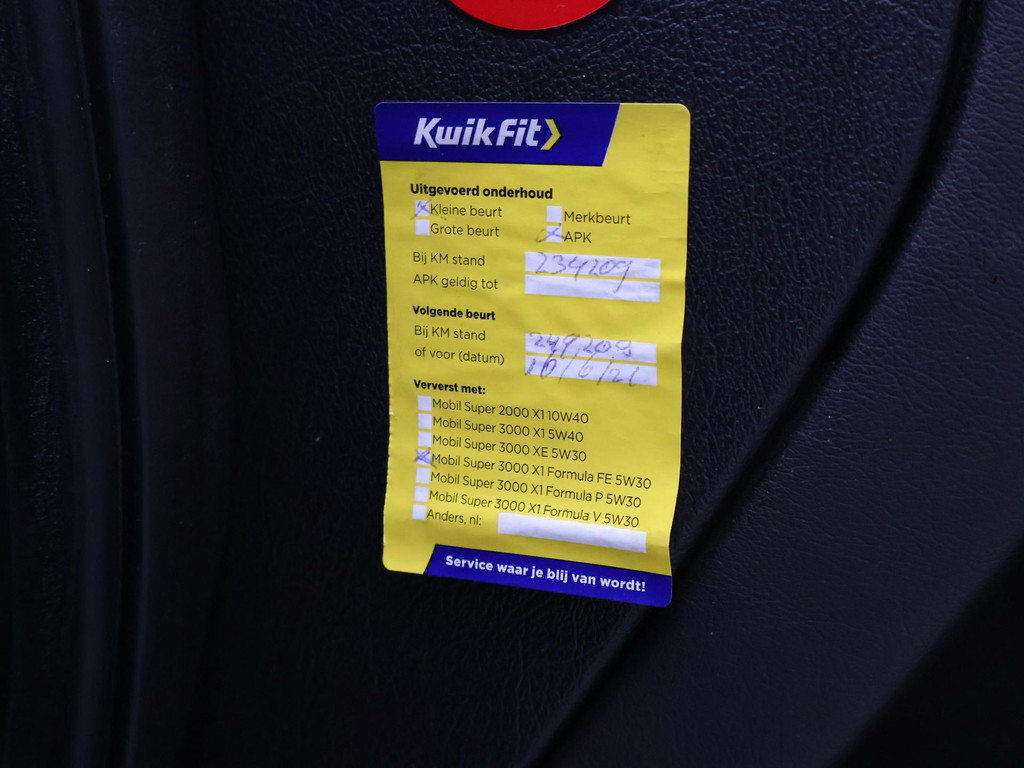 KwikFit
Uitgevoerd onderhoud
Kleine beurt Merkbeurt
Grote beurt APK
Bij KM stand 234209
APK geldig tot
Volgende beurt
Bij KM stand 249.209
of voor (datum) 10/6/21
Ververst met:
Mobil Super 2000 X1 10W40
Mobil Super 3000 X1 5W40
Mobil Super 3000 XE 5W30
Mobil Super 3000 X1 Formula FE 5W30
Mobil Super 3000 X1 Formula P 5W30
Mobil Super 3000 X1 Formula V 5W30
Anders, nl:
Service waar je blij van wordt!